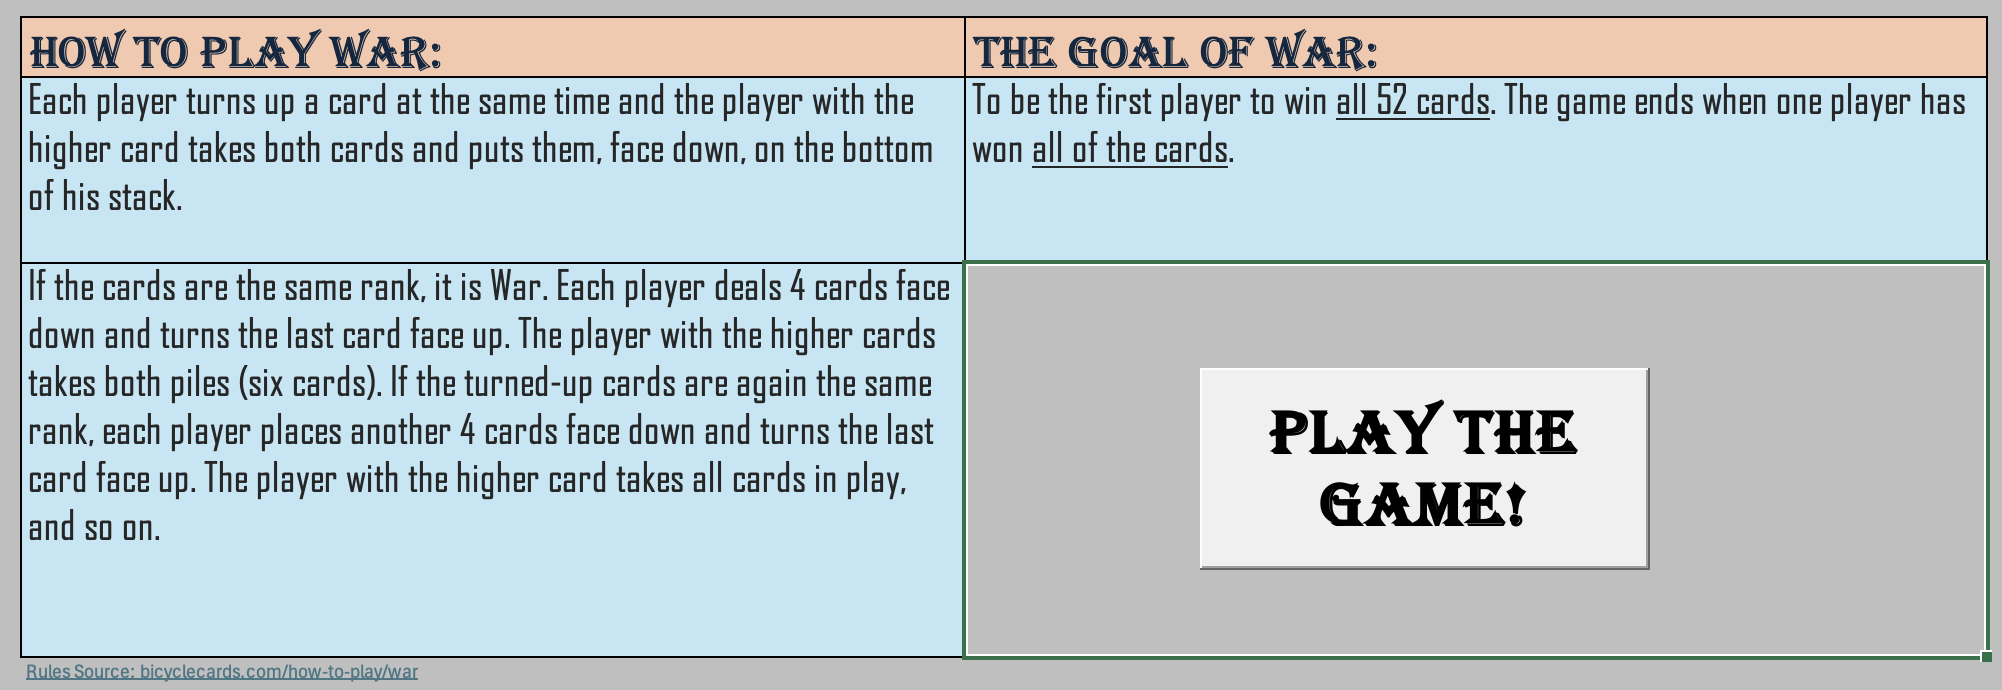 HOW TO PLAY WAR:
Each player turns up a card at the same time and the player with the
higher card takes both cards and puts them, face down, on the bottom
of his stack.
If the cards are the same rank, it is War. Each player deals 4 cards face
down and turns the last card face up. The player with the higher cards
takes both piles (six cards). If the turned-up cards are again the same
rank, each player places another 4 cards face down and turns the last
card face up. The player with the higher card takes all cards in play,
and so on.
THE GOAL OF WAR:
To be the first player to win all 52 cards. The game ends when one player has
won all of the cards.
PLAY THE
GAME!
Rules Source: bicyclecards.com/how-to-play/war